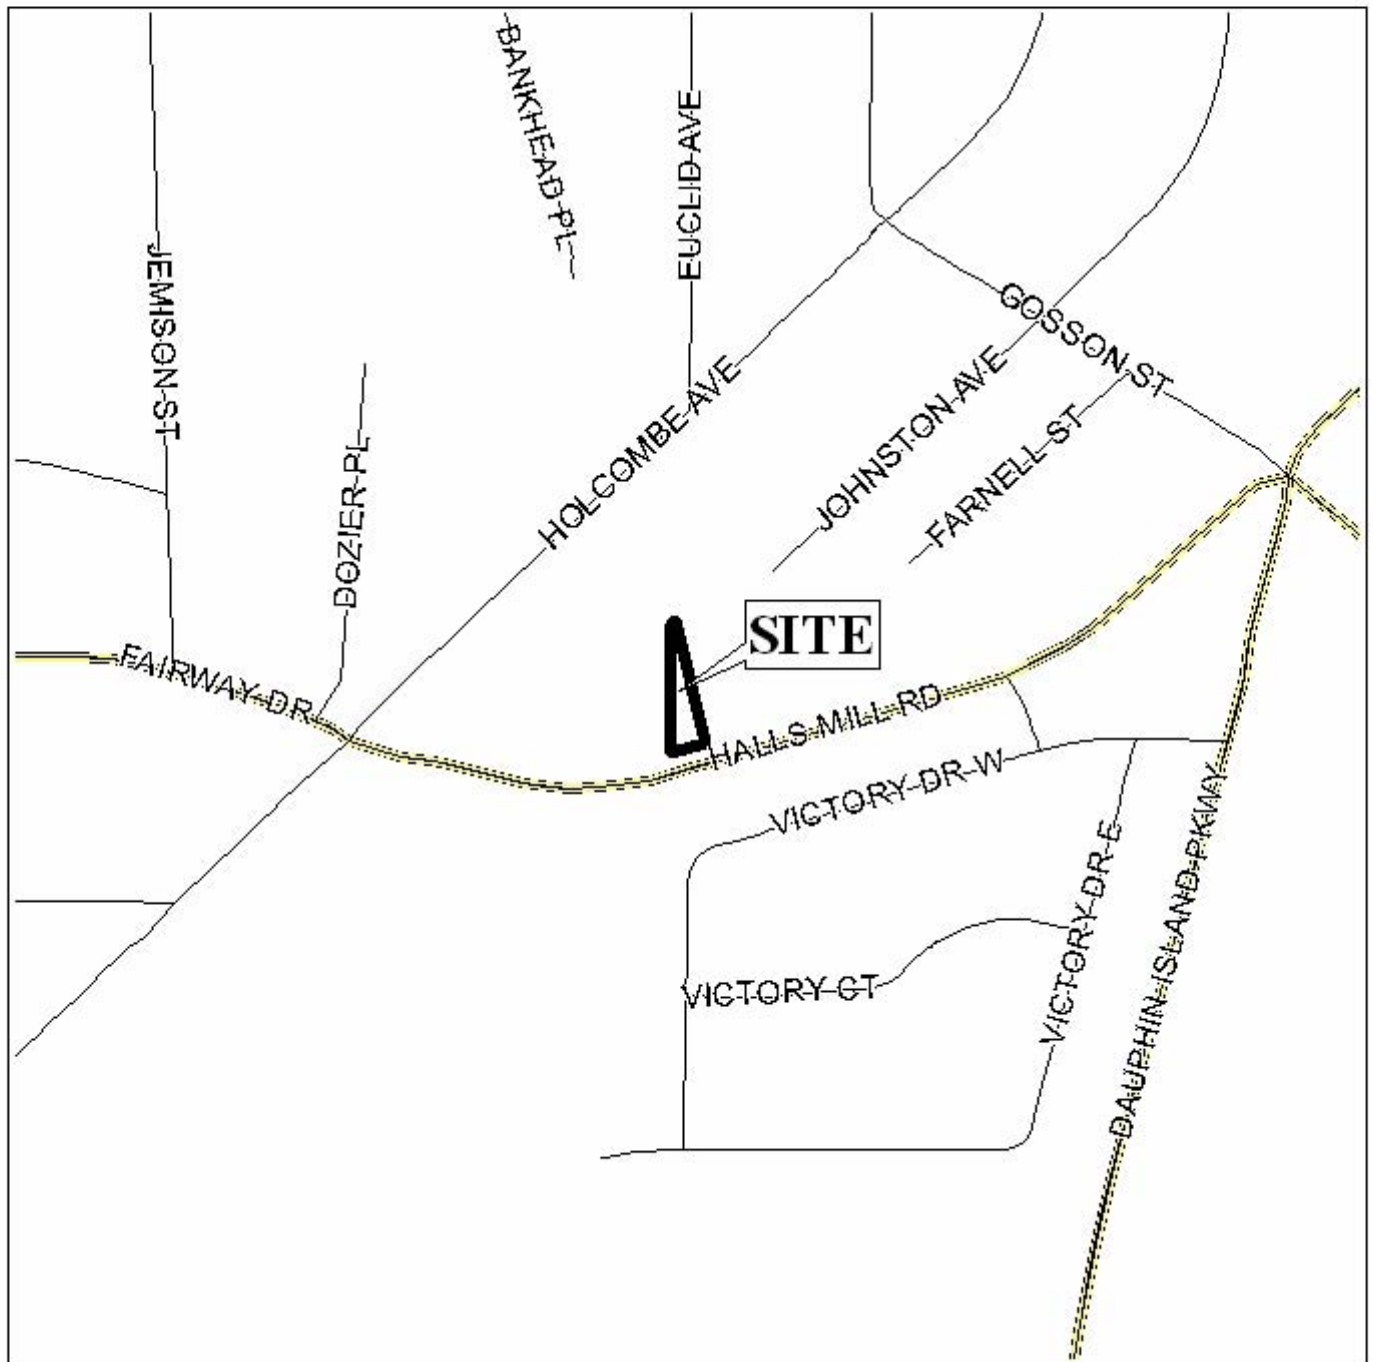 BANKHEAD PL
EUCLID AVE
JEMISON ST
GOSSON ST
HOLCOMBE AVE
JOHNSTON AVE
FARNELL ST
DOZIER PL
SITE
FAIRWAY DR
HALLS MILL RD
VICTORY DR W
VICTORY DR E
DAUPHIN ISLAND PKWY
VICTORY CT